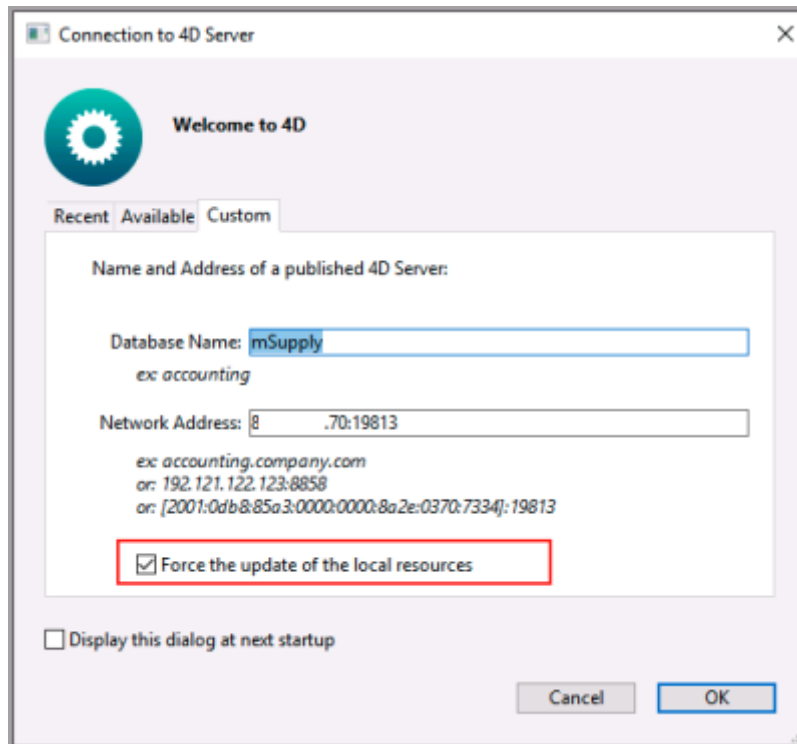 Connection to 4D Server
Welcome to 4D
Recent Available Custom
Name and Address of a published 4D Server:
Database Name: mSupply
ex: accounting
Network Address: 8 .70:19813
ex: accounting.company.com
or: 192.121.122.123:8858
or: [2001:0db8:85a3:0000:0000:8a2e:0370:7334]:19813
Force the update of the local resources
Display this dialog at next startup
Cancel OK